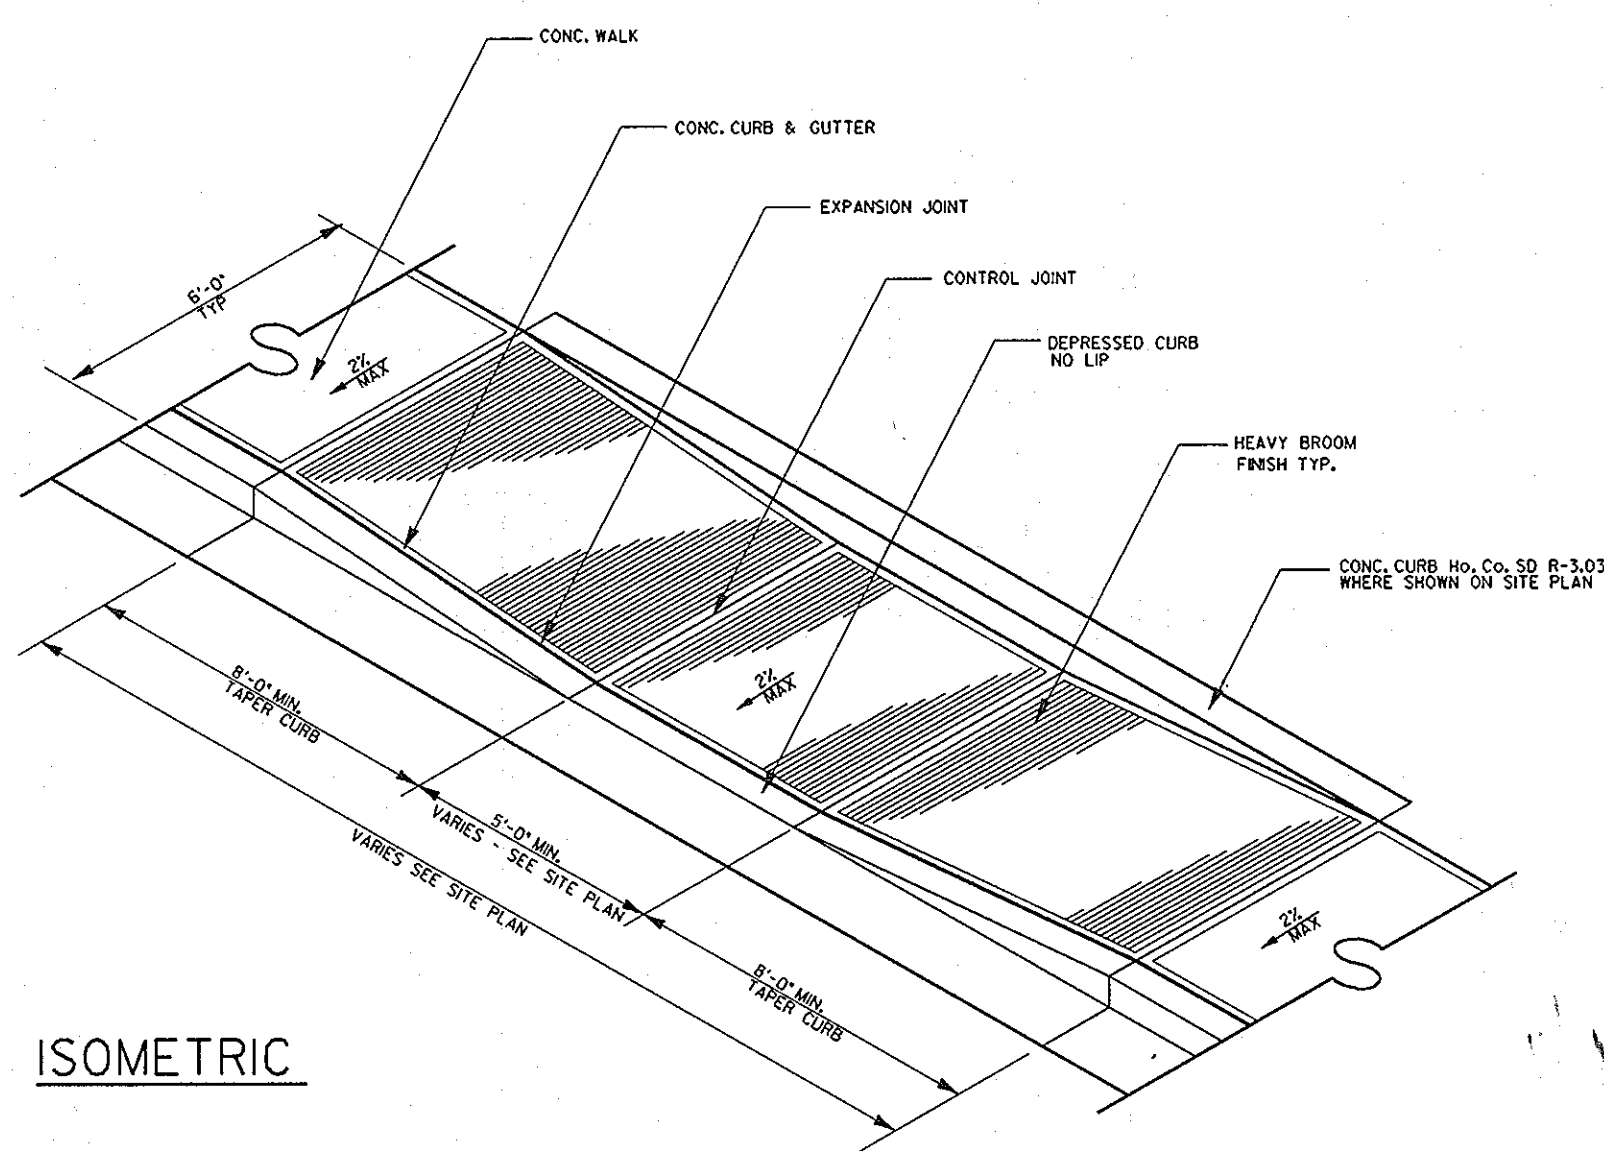 CONC. WALK
CONC. CURB & GUTTER
EXPANSION JOINT
CONTROL JOINT
DEPRESSED CURB
NO LIP
HEAVY BROOM
FINISH TYP.
CONC. CURB Ho. Co. SD R-3.03
WHERE SHOWN ON SITE PLAN
6'-0"
TYP
2%
MAX
2%
MAX
2%
MAX
8'-0" MIN.
TAPER CURB
5'-0" MIN.
VARIES - SEE SITE PLAN
VARIES SEE SITE PLAN
8'-0" MIN.
TAPER CURB
ISOMETRIC